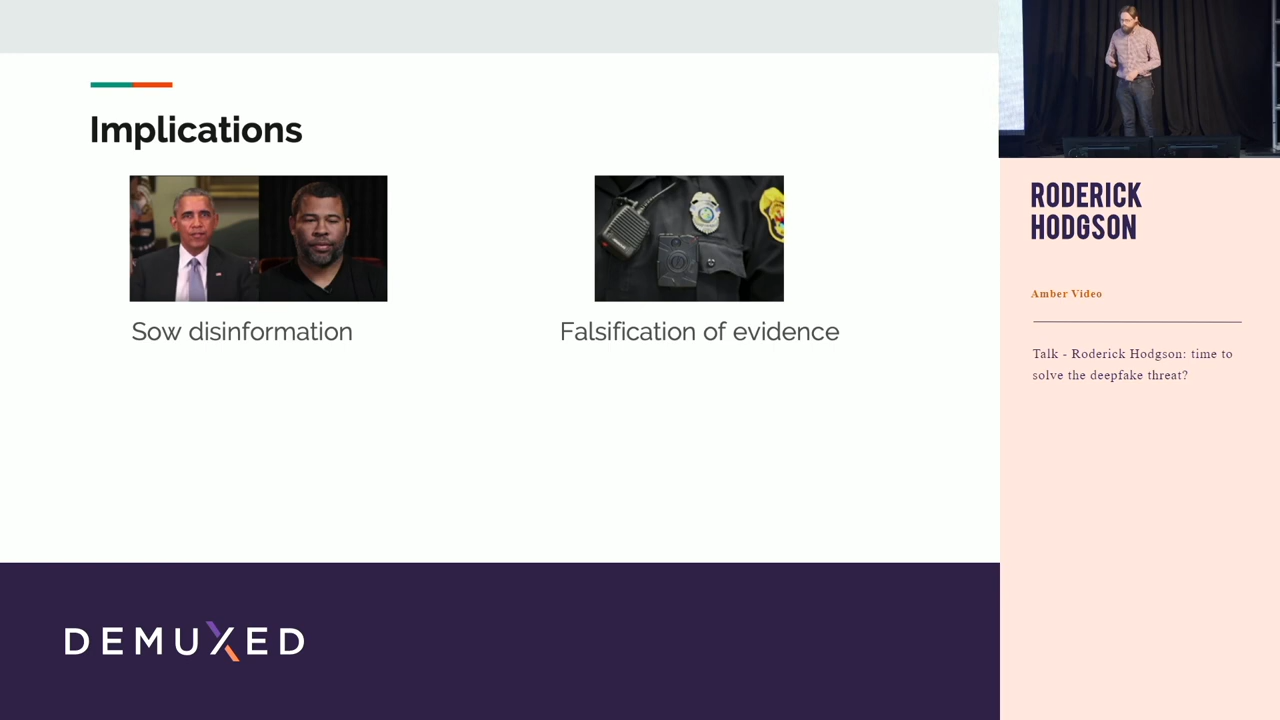 Implications
Sow disinformation
Falsification of evidence
DEMUXED
RODERICK
HODGSON
Amber Video
Talk - Roderick Hodgson: time to
solve the deepfake threat?